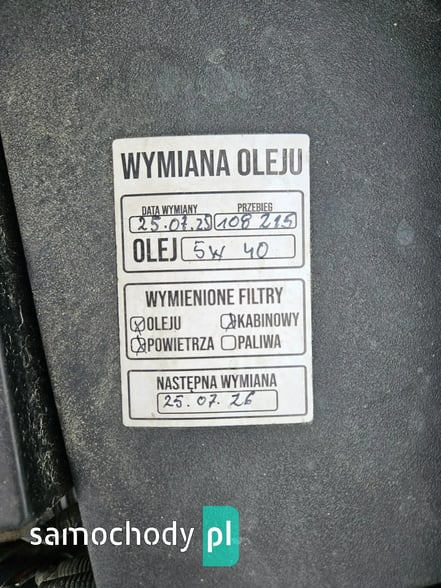 WYMIANA OLEJU
DATA WYMIANY PRZEBIEG
25.07.25 108 215
OLEJ 5W 40
WYMIENIONE FILTRY
OLEJU KABINOWY
POWIETRZA PALIWA
NASTĘPNA WYMIANA
25.07.26
samochody pl